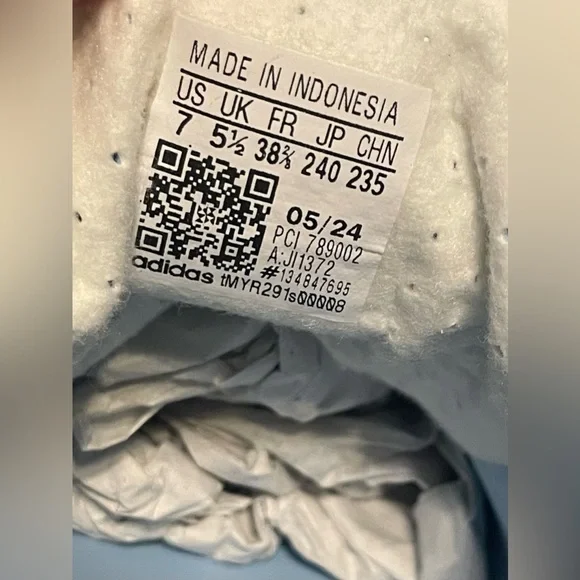 MADE IN INDONESIA
US UK FR JP CHN
7 5½ 38⅔ 240 235
05/24
PCI 789002
A:JI1372
#134847695
adidas tMYR291s00008